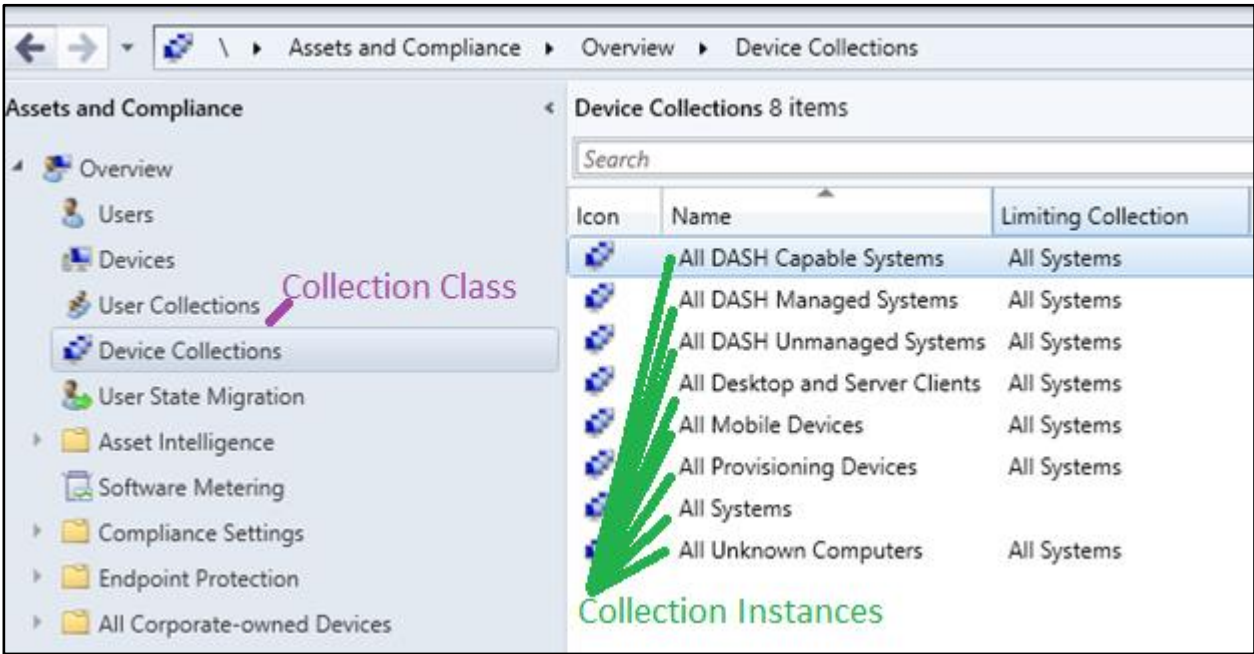 \ Assets and Compliance Overview Device Collections
Assets and Compliance
Overview
Users
Devices
Collection Class
User Collections
Device Collections
User State Migration
Asset Intelligence
Software Metering
Compliance Settings
Endpoint Protection
All Corporate-owned Devices
Device Collections 8 items
Search
Icon Name Limiting Collection
All DASH Capable Systems All Systems
All DASH Managed Systems All Systems
All DASH Unmanaged Systems All Systems
All Desktop and Server Clients All Systems
All Mobile Devices All Systems
All Provisioning Devices All Systems
All Systems
All Unknown Computers All Systems
Collection Instances